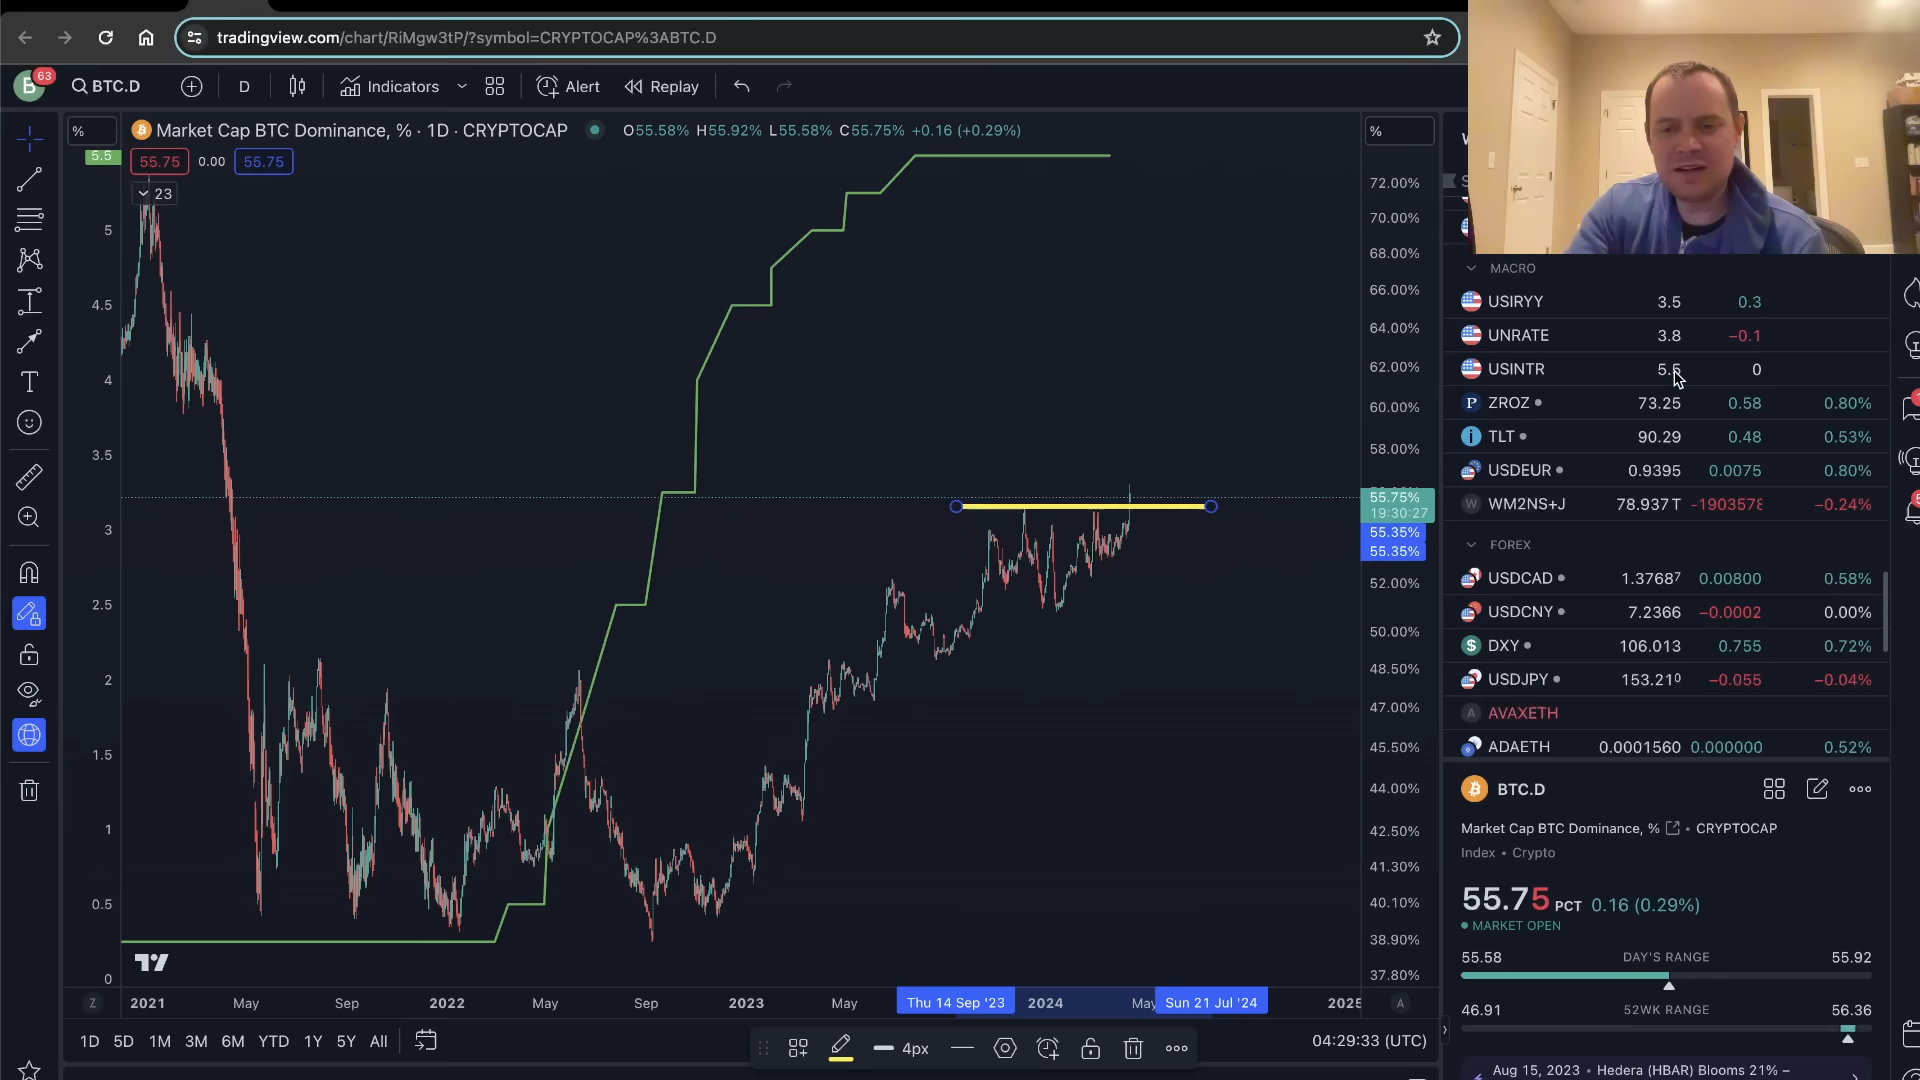 tradingview.com/chart/RiMgw3tP/?symbol=CRYPTOCAP%3ABTC.D
B 63 BTC.D D Indicators Alert Replay
% Market Cap BTC Dominance, % · 1D · CRYPTOCAP O55.58% H55.92% L55.58% C55.75% +0.16 (+0.29%) %
5.5 55.75 0.00 55.75
23
72.00%
70.00%
68.00%
66.00%
64.00%
62.00%
60.00%
58.00%
55.75%
19:30:27
55.35%
55.35%
52.00%
50.00%
48.50%
47.00%
45.50%
44.00%
42.50%
41.30%
40.10%
38.90%
37.80%
5
4.5
4
3.5
3
2.5
2
1.5
1
0.5
0
Z 2021 May Sep 2022 May Sep 2023 May Thu 14 Sep '23 2024 May Sun 21 Jul '24 2025 A
1D 5D 1M 3M 6M YTD 1Y 5Y All 4px 04:29:33 (UTC)
MACRO
USIRYY 3.5 0.3
UNRATE 3.8 −0.1
USINTR 5.5 0
P ZROZ 73.25 0.58 0.80%
i TLT 90.29 0.48 0.53%
USDEUR 0.9395 0.0075 0.80%
W WM2NS+J 78.937 T -1903578 −0.24%
FOREX
USDCAD 1.37687 0.00800 0.58%
USDCNY 7.2366 −0.0002 0.00%
$ DXY 106.013 0.755 0.72%
USDJPY 153.210 −0.055 −0.04%
A AVAXETH
ADAETH 0.0001560 0.000000 0.52%
BTC.D
Market Cap BTC Dominance, % • CRYPTOCAP
Index • Crypto
55.75 PCT 0.16 (0.29%)
MARKET OPEN
55.58 DAY'S RANGE 55.92
46.91 52WK RANGE 56.36
Aug 15, 2023 • Hedera (HBAR) Blooms 21% –